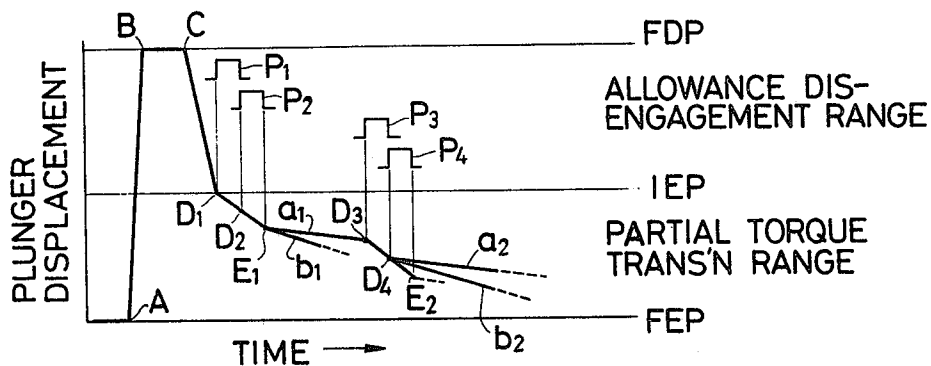 B
C
FDP
P1
P2
ALLOWANCE DIS-
ENGAGEMENT RANGE
P3
P4
PLUNGER
DISPLACEMENT
IEP
D1
D2
a1
D3
E1
b1
D4
E2
a2
b2
PARTIAL TORQUE
TRANS'N RANGE
A
FEP
TIME